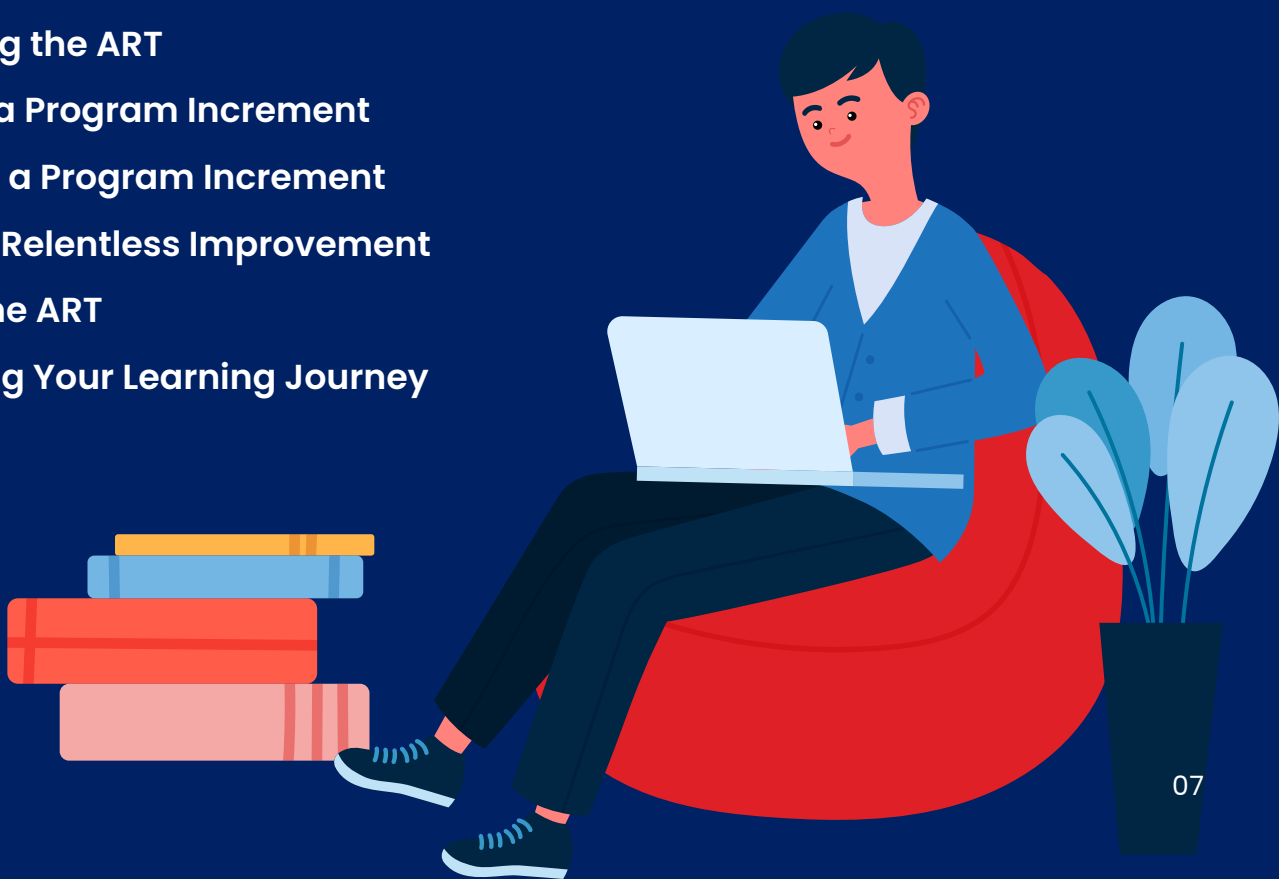 g the ART
a Program Increment
a Program Increment
Relentless Improvement
ne ART
g Your Learning Journey
07